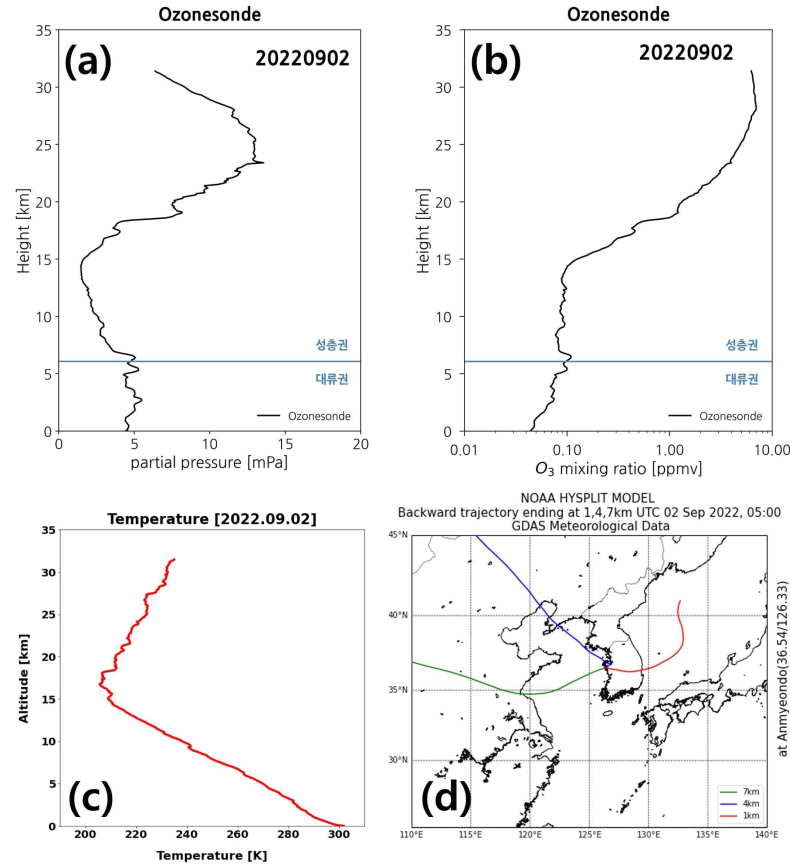 Ozonesonde
(a)
20220902
Height [km]
35
30
25
20
15
10
5
0
성층권
대류권
Ozonesonde
0
5
10
15
20
partial pressure [mPa]
Ozonesonde
(b)
20220902
Height [km]
35
30
25
20
15
10
5
0
성층권
대류권
Ozonesonde
0.01
0.10
1.00
10.00
O3 mixing ratio [ppmv]
Temperature [2022.09.02]
(c)
Altitude [km]
35
30
25
20
15
10
5
0
200
220
240
260
280
300
Temperature [K]
NOAA HYSPLIT MODEL
Backward trajectory ending at 1,4,7km UTC 02 Sep 2022, 05:00
GDAS Meteorological Data
(d)
45°N
40°N
35°N
30°N
110°E
115°E
120°E
125°E
130°E
135°E
140°E
7km
4km
1km
at Anmyeondo(36.54/126.33)